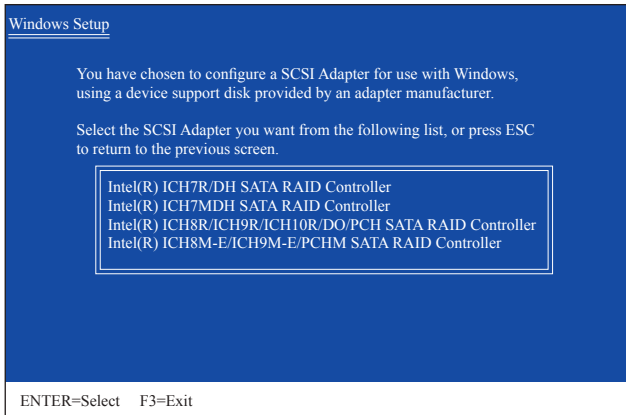 Windows Setup
You have chosen to configure a SCSI Adapter for use with Windows,
using a device support disk provided by an adapter manufacturer.
Select the SCSI Adapter you want from the following list, or press ESC
to return to the previous screen.
Intel(R) ICH7R/DH SATA RAID Controller
Intel(R) ICH7MDH SATA RAID Controller
Intel(R) ICH8R/ICH9R/ICH10R/DO/PCH SATA RAID Controller
Intel(R) ICH8M-E/ICH9M-E/PCHM SATA RAID Controller
ENTER=Select F3=Exit